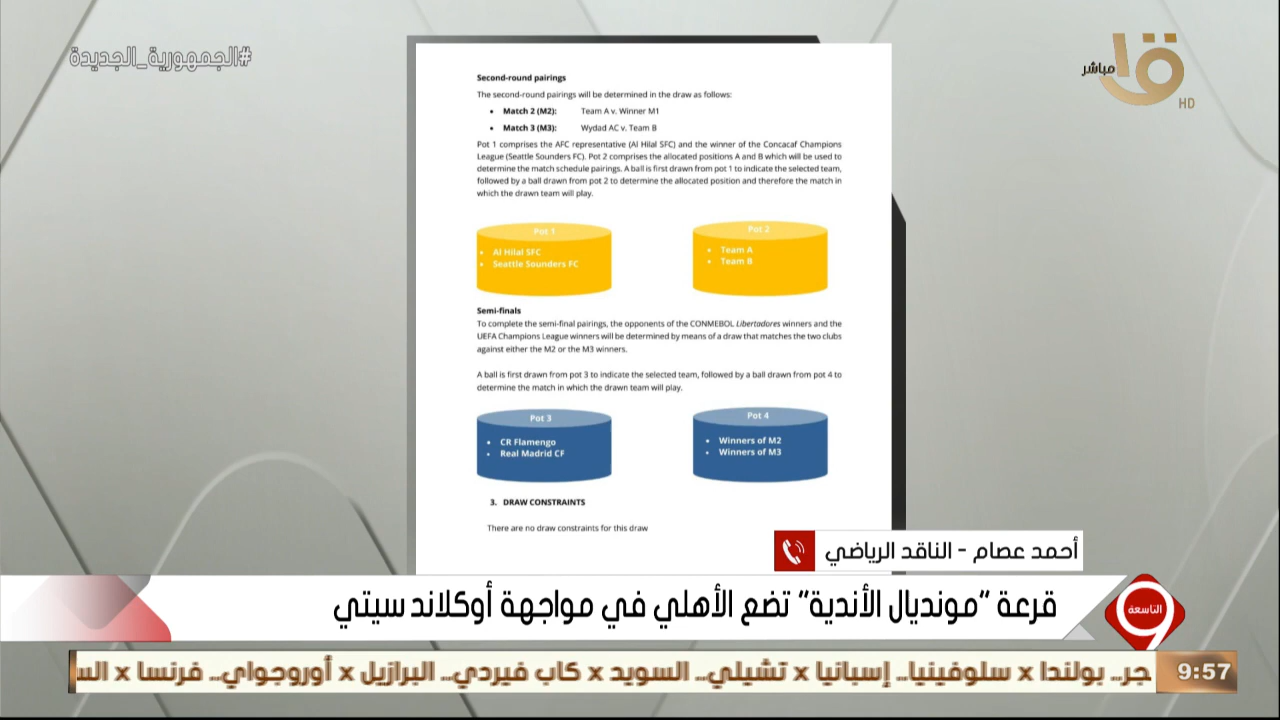 #الجمهورية_الجديدة
مباشر
HD
Second-round pairings
The second-round pairings will be determined in the draw as follows:
• Match 2 (M2): Team A v. Winner M1
• Match 3 (M3): Wydad AC v. Team B
Pot 1 comprises the AFC representative (Al Hilal SFC) and the winner of the Concacaf Champions
League (Seattle Sounders FC). Pot 2 comprises the allocated positions A and B which will be used to
determine the match schedule pairings. A ball is first drawn from pot 1 to indicate the selected team,
followed by a ball drawn from pot 2 to determine the allocated position and therefore the match in
which the drawn team will play.
Pot 1
• Al Hilal SFC
• Seattle Sounders FC
Pot 2
• Team A
• Team B
Semi-finals
To complete the semi-final pairings, the opponents of the CONMEBOL Libertadores winners and the
UEFA Champions League winners will be determined by means of a draw that matches the two clubs
against either the M2 or the M3 winners.
A ball is first drawn from pot 3 to indicate the selected team, followed by a ball drawn from pot 4 to
determine the match in which the drawn team will play.
Pot 3
• CR Flamengo
• Real Madrid CF
Pot 4
• Winners of M2
• Winners of M3
3. DRAW CONSTRAINTS
There are no draw constraints for this draw
أحمد عصام - الناقد الرياضي
قرعة "مونديال الأندية" تضع الأهلي في مواجهة أوكلاند سيتي
التاسعة
9
جر.. بولندا x سلوفينيا.. إسبانيا x تشيلي.. السويد x كاب فيردي.. البرازيل x أوروجواي.. فرنسا x الس
9:57